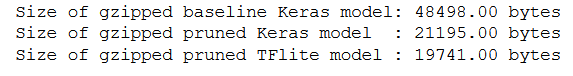 Size of gzipped baseline Keras model: 48498.00 bytes
Size of gzipped pruned Keras model  : 21195.00 bytes
Size of gzipped pruned TFlite model : 19741.00 bytes